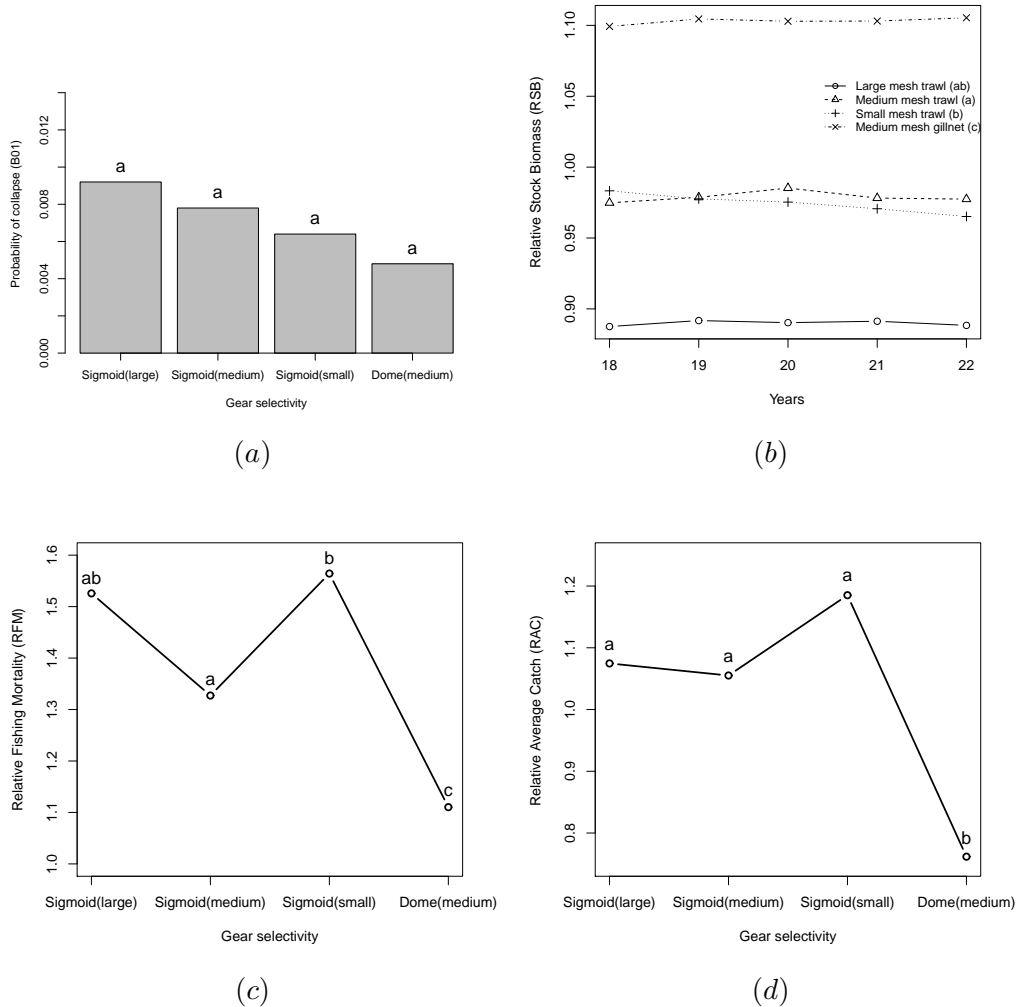 Probability of collapse (B01)
0.012
0.008
0.004
0.000
a
a
a
a
Sigmoid(large) Sigmoid(medium) Sigmoid(small) Dome(medium)
Gear selectivity
(a)
Relative Stock Biomass (RSB)
1.10
1.05
1.00
0.95
0.90
Large mesh trawl (ab)
Medium mesh trawl (a)
Small mesh trawl (b)
Medium mesh gillnet (c)
18 19 20 21 22
Years
(b)
Relative Fishing Mortality (RFM)
1.6
1.5
1.4
1.3
1.2
1.1
1.0
ab
a
b
c
Sigmoid(large) Sigmoid(medium) Sigmoid(small) Dome(medium)
Gear selectivity
(c)
Relative Average Catch (RAC)
1.2
1.1
1.0
0.9
0.8
a
a
a
b
Sigmoid(large) Sigmoid(medium) Sigmoid(small) Dome(medium)
Gear selectivity
(d)